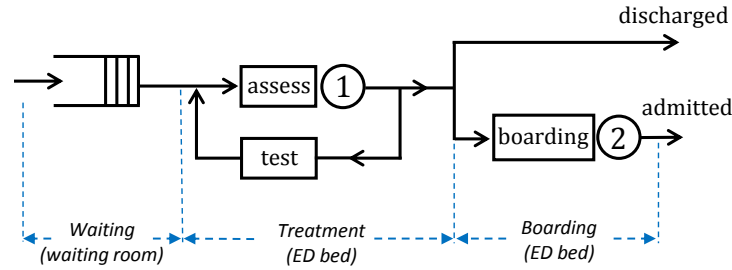 discharged
assess
1
admitted
test
boarding
2
Waiting
(waiting room)
Treatment
(ED bed)
Boarding
(ED bed)